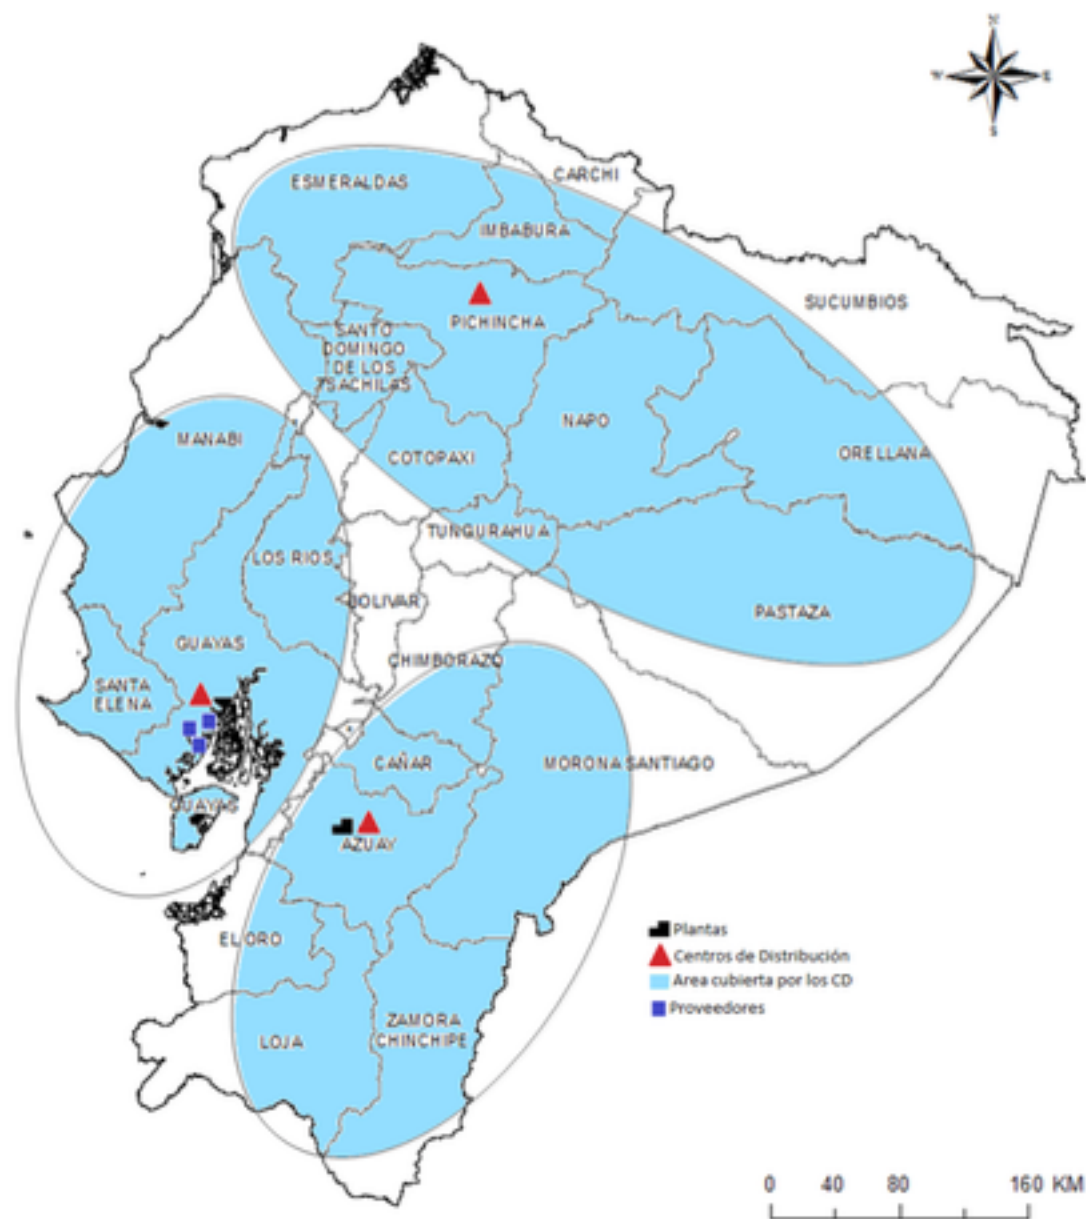 N
W
E
S
CARCHI
ESMERALDAS
IMBABURA
SUCUMBIOS
PICHINCHA
SANTO
DOMINGO
DE LOS
TSACHILAS
NAPO
MANABI
COTOPAXI
ORELLANA
TUNGURAHUA
LOS RIOS
BOLIVAR
PASTAZA
GUAYAS
CHIMBORAZO
SANTA
ELENA
CAÑAR
MORONA SANTIAGO
GUAYAS
AZUAY
Plantas
EL ORO
Centros de Distribución
Area cubierta por los CD
Proveedores
ZAMORA
CHINCHIPE
LOJA
0 40 80 160 KM